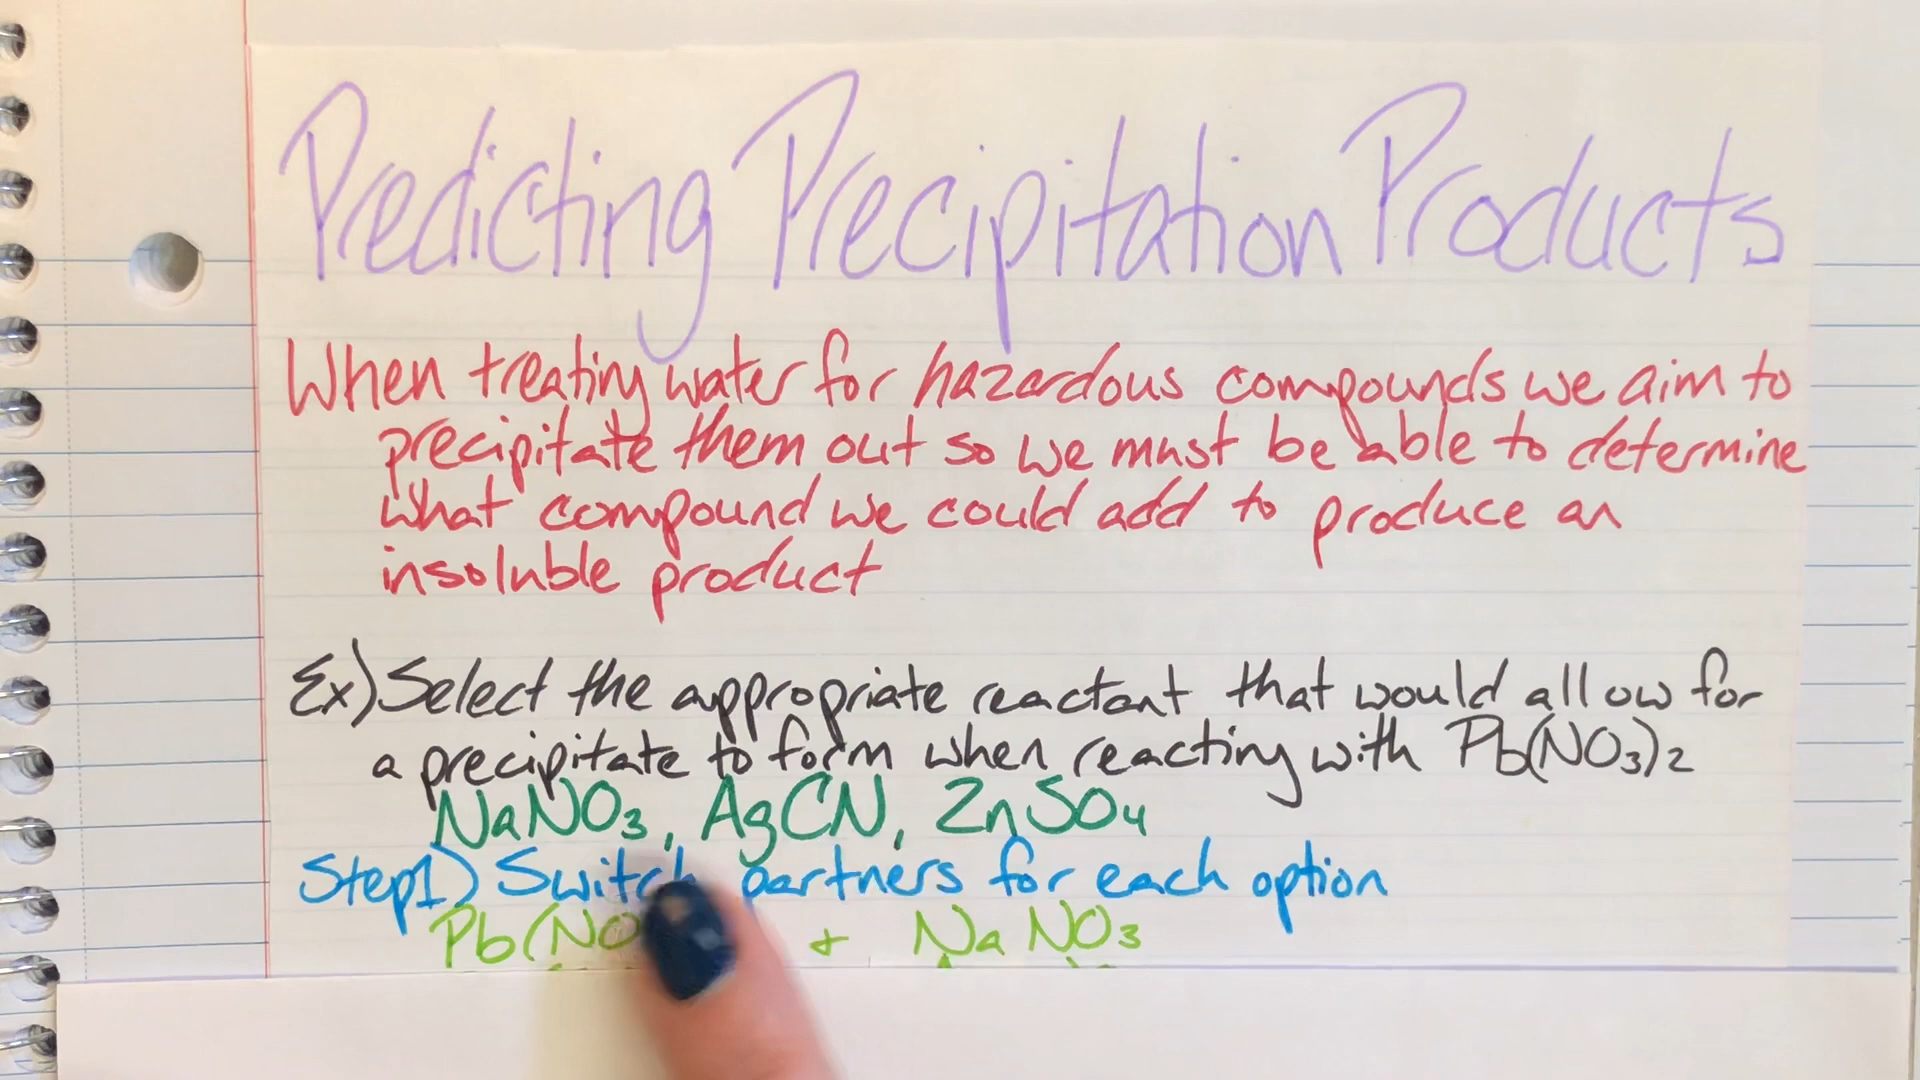 Predicting Precipitation Products
When treating water for hazardous compounds we aim to
precipitate them out so we must be able to determine
what compound we could add to produce an
insoluble product
Ex) Select the appropriate reactant that would allow for
a precipitate to form when reacting with Pb(NO3)2
NaNO3, AgCN, ZnSO4
Step1) Switch partners for each option
Pb(NO + NaNO3